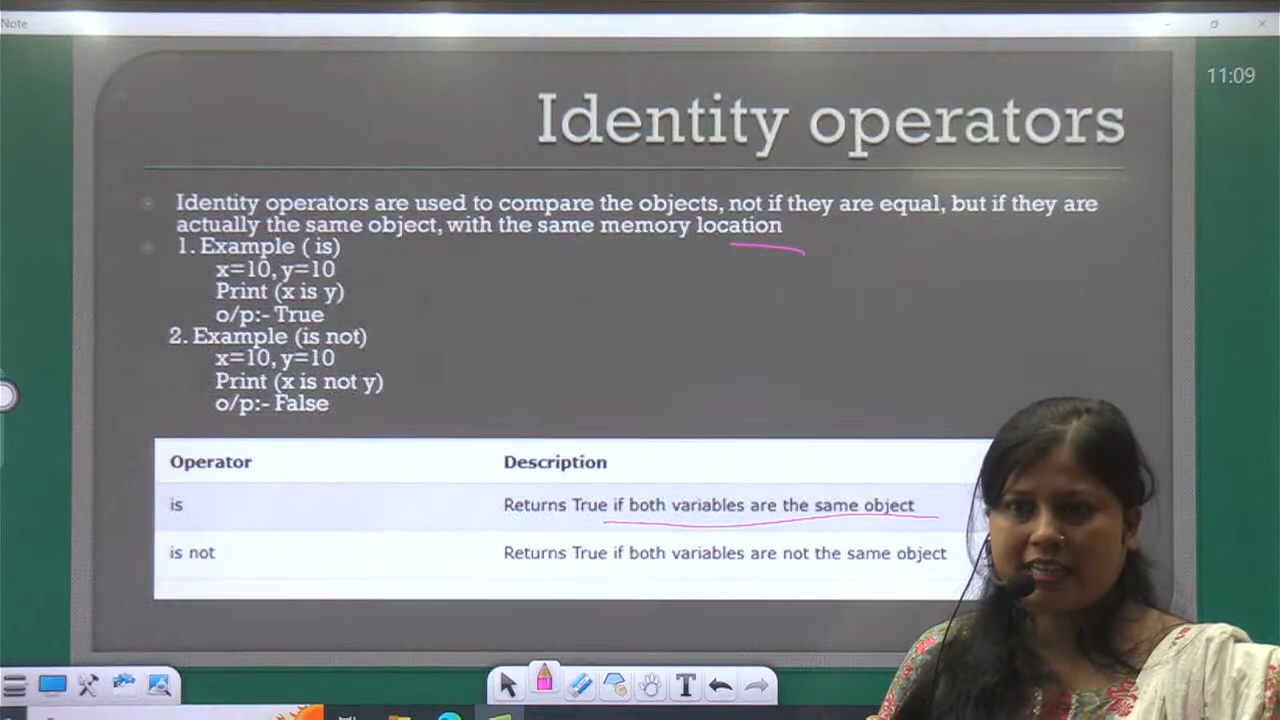 Note
11:09
Identity operators
Identity operators are used to compare the objects, not if they are equal, but if they are
actually the same object, with the same memory location
1. Example ( is)
x=10, y=10
Print (x is y)
o/p:- True
2. Example (is not)
x=10, y=10
Print (x is not y)
o/p:- False
Operator Description
is Returns True if both variables are the same object
is not Returns True if both variables are not the same object
T